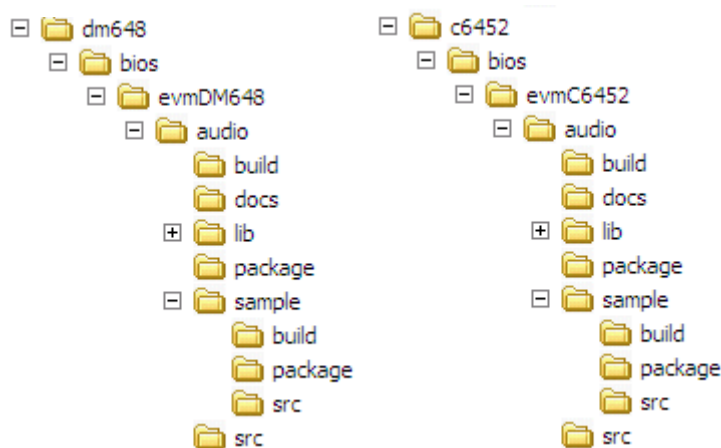 dm648
bios
evmDM648
audio
build
docs
lib
package
sample
build
package
src
src
c6452
bios
evmC6452
audio
build
docs
lib
package
sample
build
package
src
src